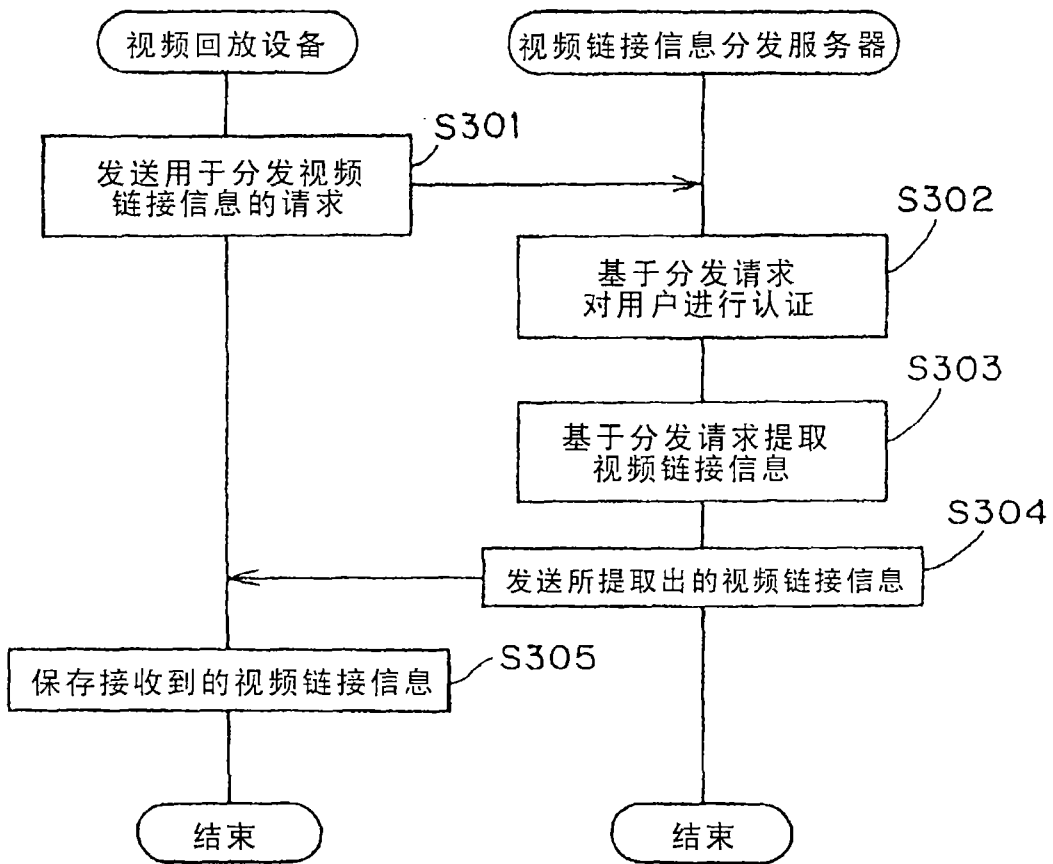 视频回放设备
视频链接信息分发服务器
S301
发送用于分发视频
链接信息的请求
S302
基于分发请求
对用户进行认证
S303
基于分发请求提取
视频链接信息
S304
发送所提取出的视频链接信息
S305
保存接收到的视频链接信息
结束
结束